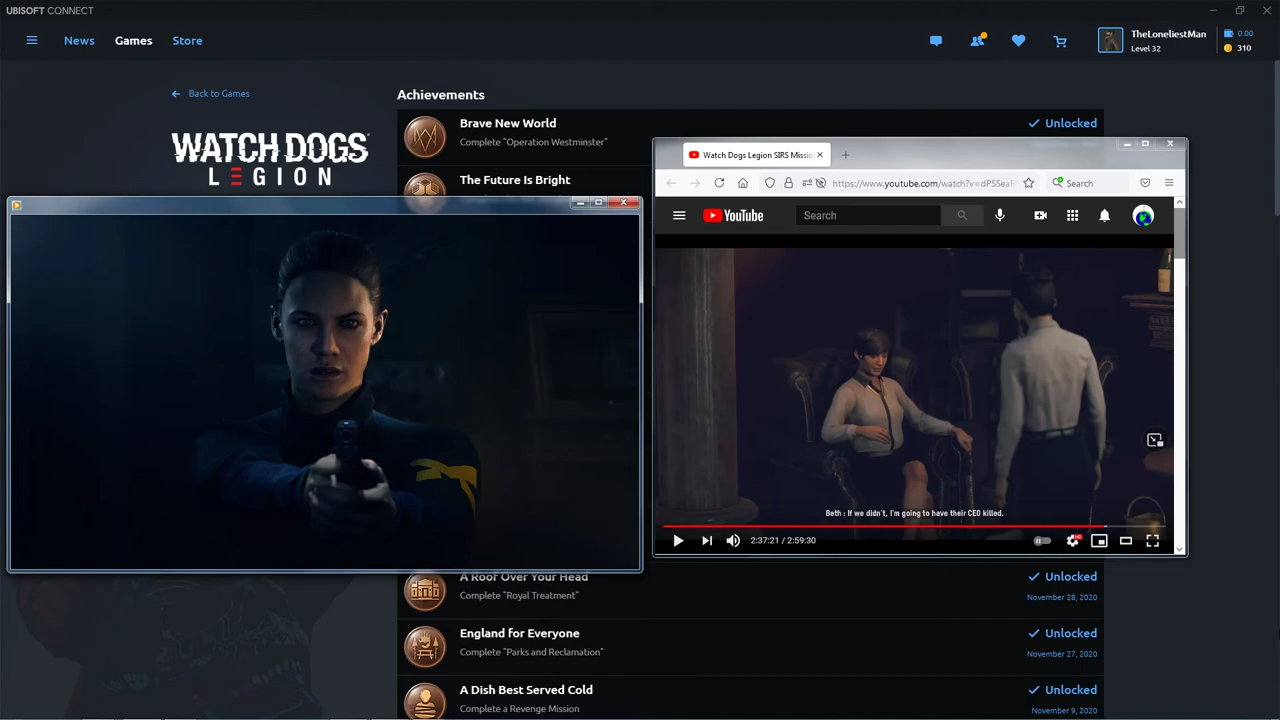 UBISOFT CONNECT
News
Games
Store
TheLoneliestMan
Level 32
0.00
310
Back to Games
WATCH DOGS
LEGION
Achievements
Brave New World
Complete "Operation Westminster"
Unlocked
The Future Is Bright
Watch Dogs Legion SIRS Missio
https://www.youtube.com/watch?v=dPSSeaF
Search
YouTube
Search
Beth : If we didn't, I'm going to have their CEO killed.
2:37:21 / 2:59:30
HD
A Roof Over Your Head
Complete "Royal Treatment"
Unlocked
November 28, 2020
England for Everyone
Complete "Parks and Reclamation"
Unlocked
November 27, 2020
A Dish Best Served Cold
Complete a Revenge Mission
Unlocked
November 9, 2020